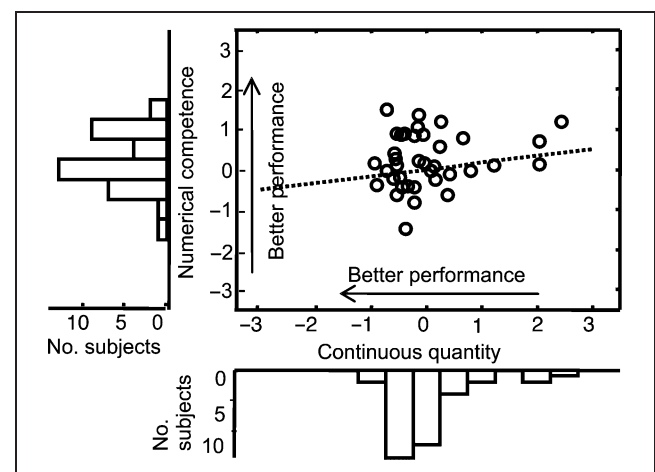 Numerical competence
10 5 0
No. subjects
3
2
1
0
−1
−2
−3
Better performance
Better performance
−3 −2 −1 0 1 2 3
Continuous quantity
No.
subjects
0
5
10